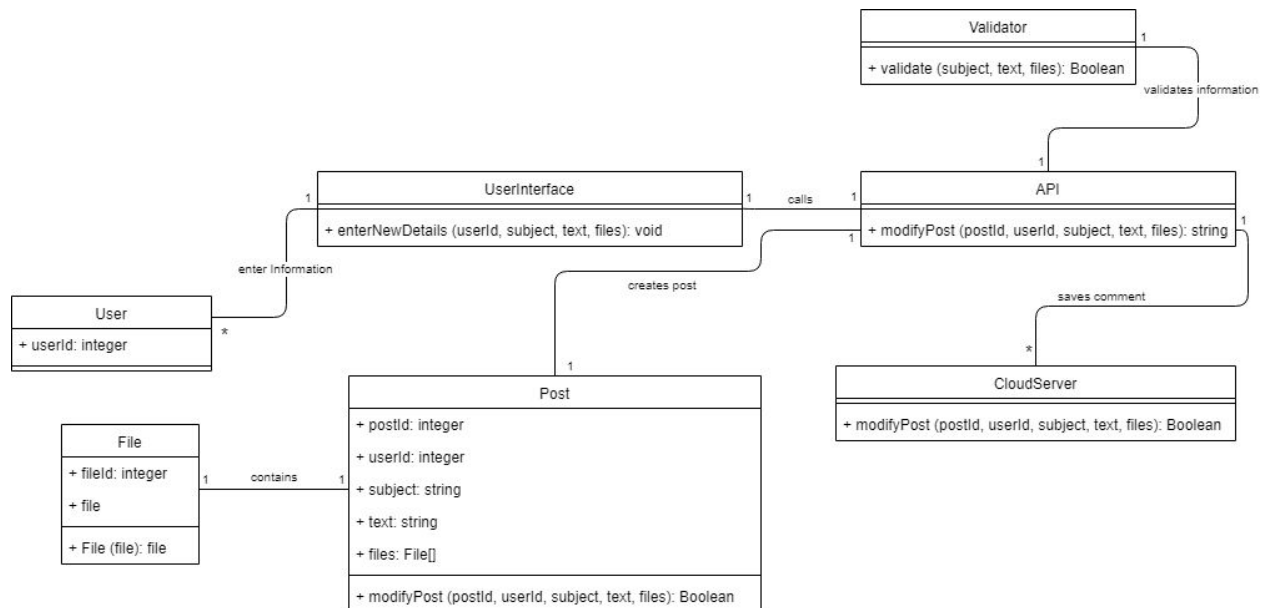 Validator
+ validate (subject, text, files): Boolean
1
validates information
1
UserInterface
+ enterNewDetails (userId, subject, text, files): void
1
1
calls
1
API
+ modifyPost (postId, userId, subject, text, files): string
1
1
creates post
1
enter Information
*
User
+ userId: integer
saves comment
*
CloudServer
+ modifyPost (postId, userId, subject, text, files): Boolean
Post
+ postId: integer
+ userId: integer
+ subject: string
+ text: string
+ files: File[]
+ modifyPost (postId, userId, subject, text, files): Boolean
File
+ fileId: integer
+ file
+ File (file): file
1
contains
1